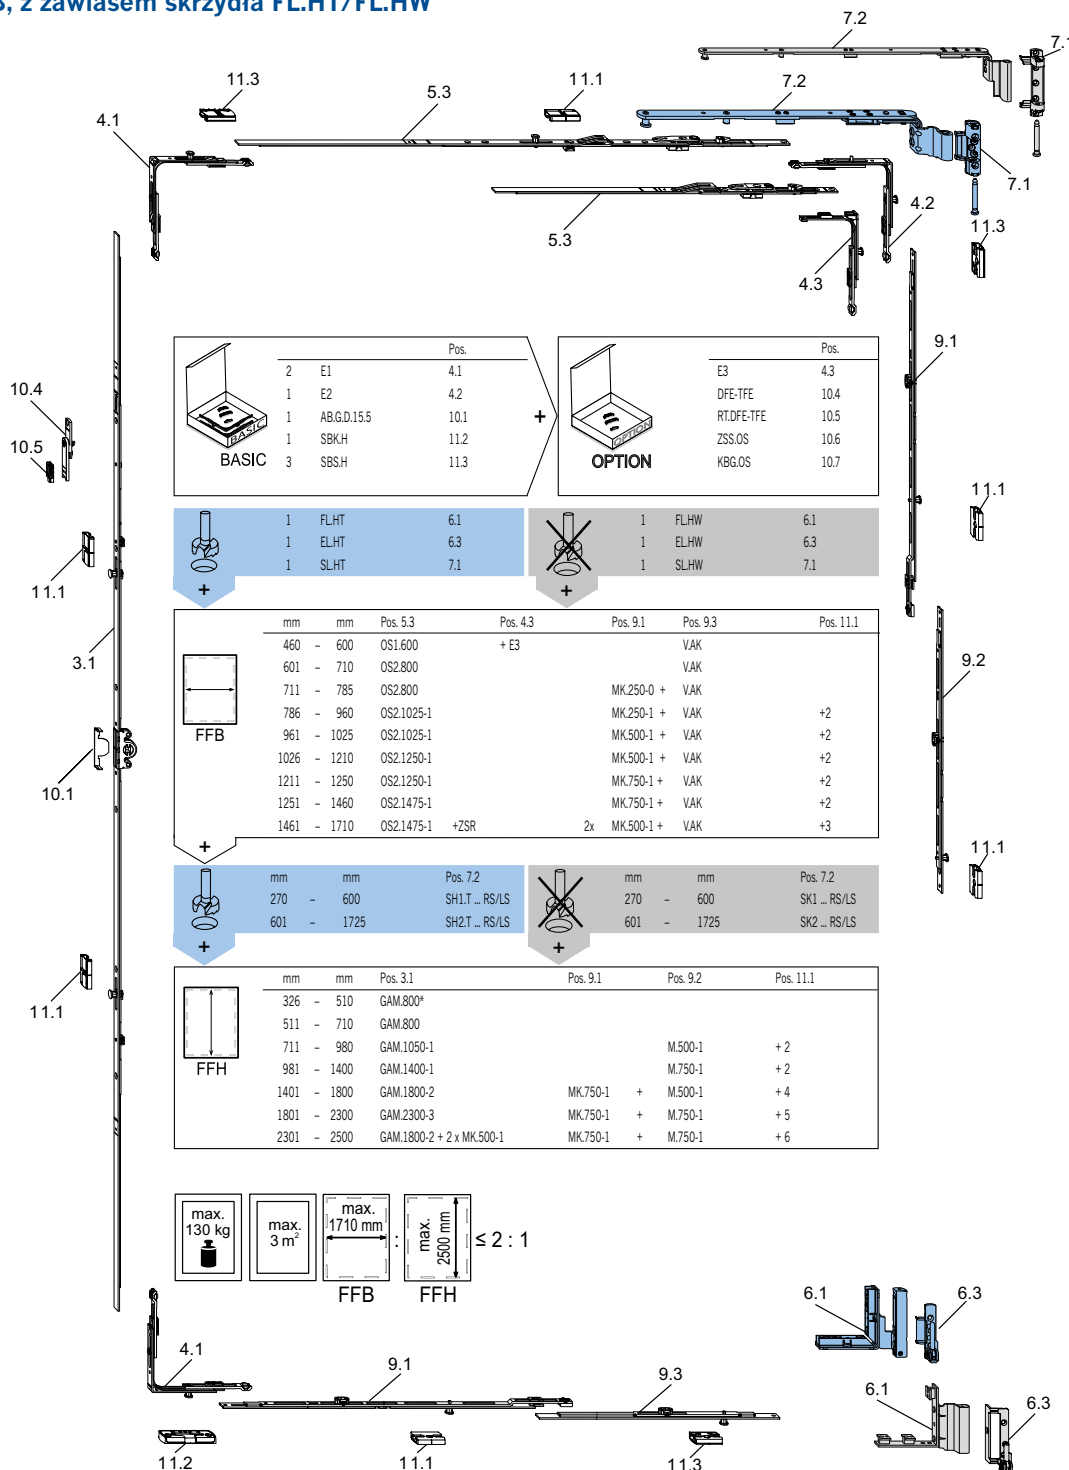 , z zawiasem skrzydła FL.HT/FL.HW
7.2
7.1
11.3
5.3
11.1
7.2
4.1
7.1
5.3
4.2
11.3
4.3
9.1
10.4
10.5
11.1
11.1
3.1
9.2
10.1
11.1
11.1
Pos.
2 E1 4.1
1 E2 4.2
1 AB.G.D.15.5 10.1
1 SBK.H 11.2
3 SBS.H 11.3
BASIC
BASIC
+
Pos.
E3 4.3
DFE-TFE 10.4
RT.DFE-TFE 10.5
ZSS.OS 10.6
KBG.OS 10.7
OPTION
OPTION
1 FL.HT 6.1
1 EL.HT 6.3
1 SL.HT 7.1
+
1 FL.HW 6.1
1 EL.HW 6.3
1 SL.HW 7.1
+
mm mm Pos. 5.3 Pos. 4.3 Pos. 9.1 Pos. 9.3 Pos. 11.1
460 – 600 OS1.600 + E3 V.AK
601 – 710 OS2.800 V.AK
711 – 785 OS2.800 MK.250-0 + V.AK
786 – 960 OS2.1025-1 MK.250-1 + V.AK +2
961 – 1025 OS2.1025-1 MK.500-1 + V.AK +2
1026 – 1210 OS2.1250-1 MK.500-1 + V.AK +2
1211 – 1250 OS2.1250-1 MK.750-1 + V.AK +2
1251 – 1460 OS2.1475-1 MK.750-1 + V.AK +2
1461 – 1710 OS2.1475-1 +ZSR 2x MK.500-1 + V.AK +3
FFB
+
mm mm Pos. 7.2
270 – 600 SH1.T ... RS/LS
601 – 1725 SH2.T ... RS/LS
+
mm mm Pos. 7.2
270 – 600 SK1 ... RS/LS
601 – 1725 SK2 ... RS/LS
+
mm mm Pos. 3.1 Pos. 9.1 Pos. 9.2 Pos. 11.1
326 – 510 GAM.800*
511 – 710 GAM.800
711 – 980 GAM.1050-1 M.500-1 + 2
981 – 1400 GAM.1400-1 M.750-1 + 2
1401 – 1800 GAM.1800-2 MK.750-1 + M.500-1 + 4
1801 – 2300 GAM.2300-3 MK.750-1 + M.750-1 + 5
2301 – 2500 GAM.1800-2 + 2 x MK.500-1 MK.750-1 + M.750-1 + 6
FFH
max.
130 kg
max.
3 m²
max.
1710 mm
:
max.
2500 mm
≤ 2 : 1
FFB
FFH
6.1
6.3
4.1
9.1
9.3
6.1
6.3
11.2
11.1
11.3